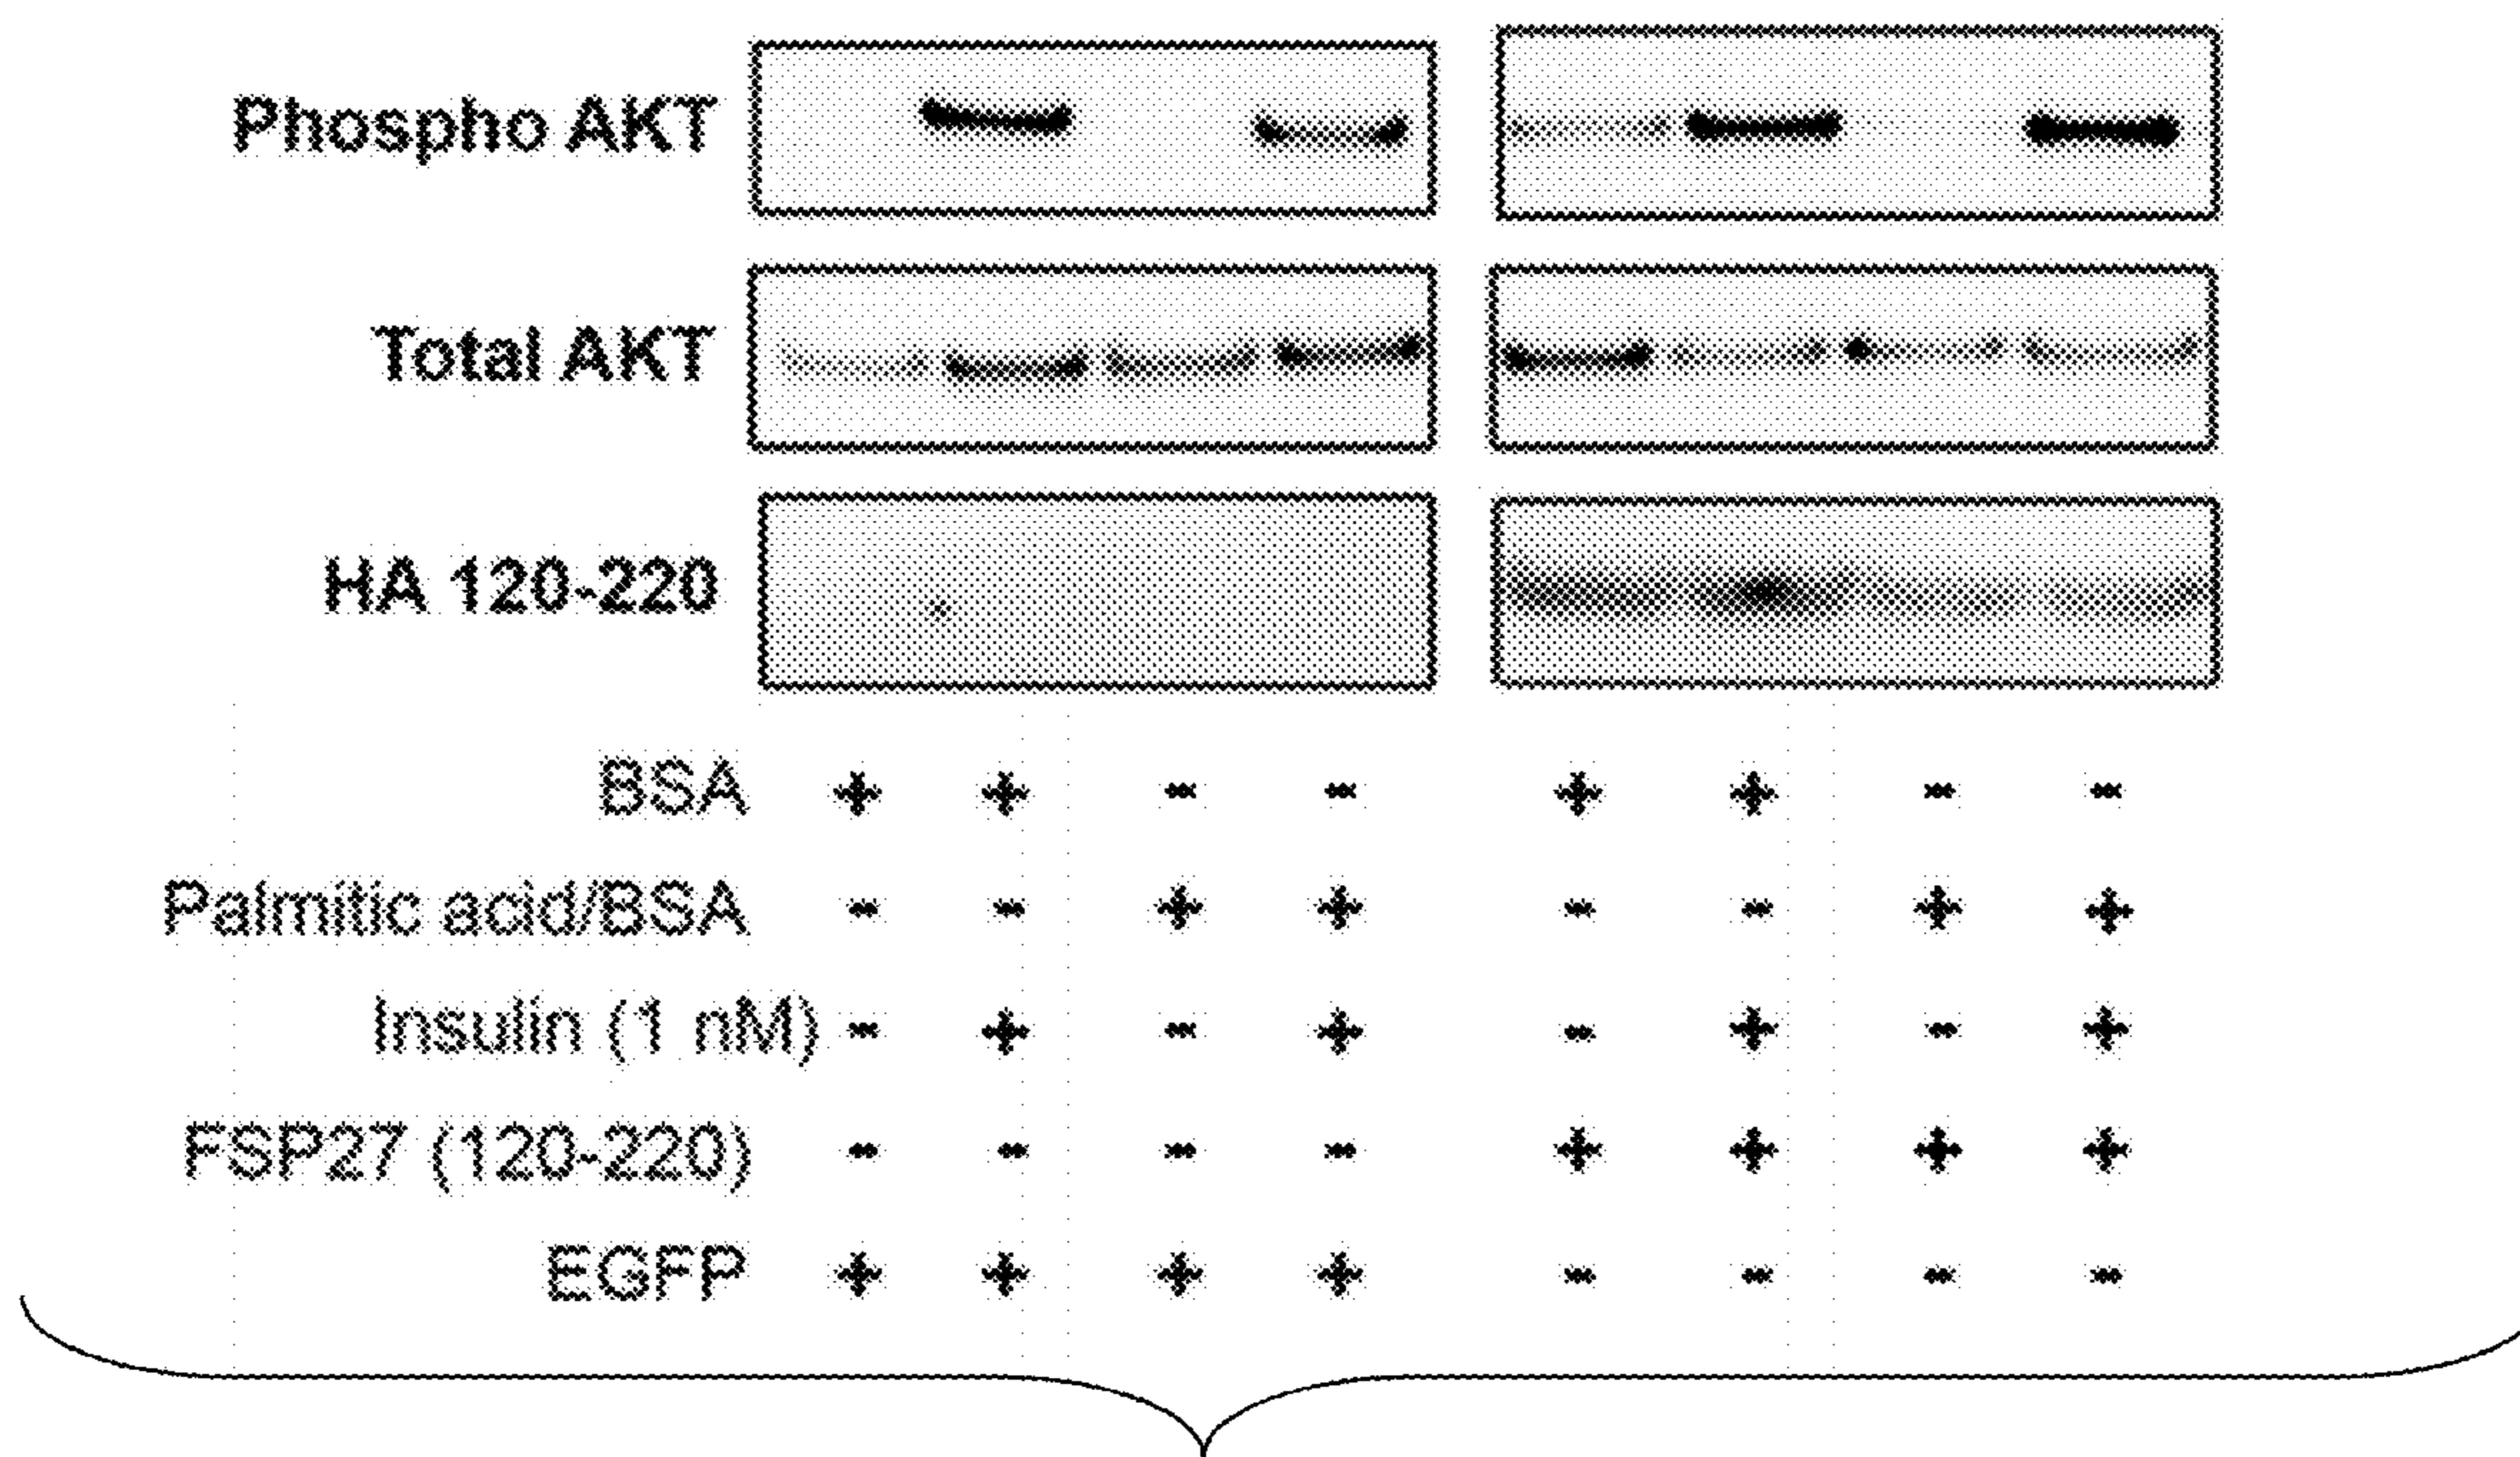 Phospho AKT
Total AKT
HA 120-220
BSA + + - - + + - -
Palmitic acid/BSA - - + + - - + +
Insulin (1 nM) - + - + - + - +
FSP27 (120-220) - - - - + + + +
EGFP + + + + - - - -